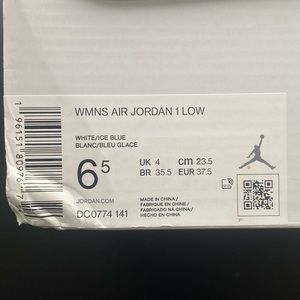 WMNS AIR JORDAN 1 LOW
WHITE/ICE BLUE
BLANC/BLEU GLACE
6 5
UK 4 cm 23.5
BR 35.5 EUR 37.5
JORDAN.COM
DC0774 141
MADE IN CHINA /
FABRIQUE EN CHINE /
FABRICADO NA CHINA /
HECHO EN CHINA